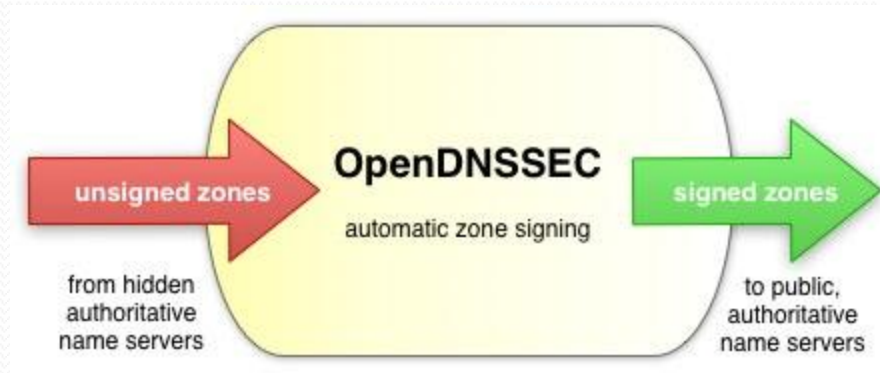 unsigned zones
OpenDNSSEC
automatic zone signing
signed zones
from hidden
authoritative
name servers
to public,
authoritative
name servers